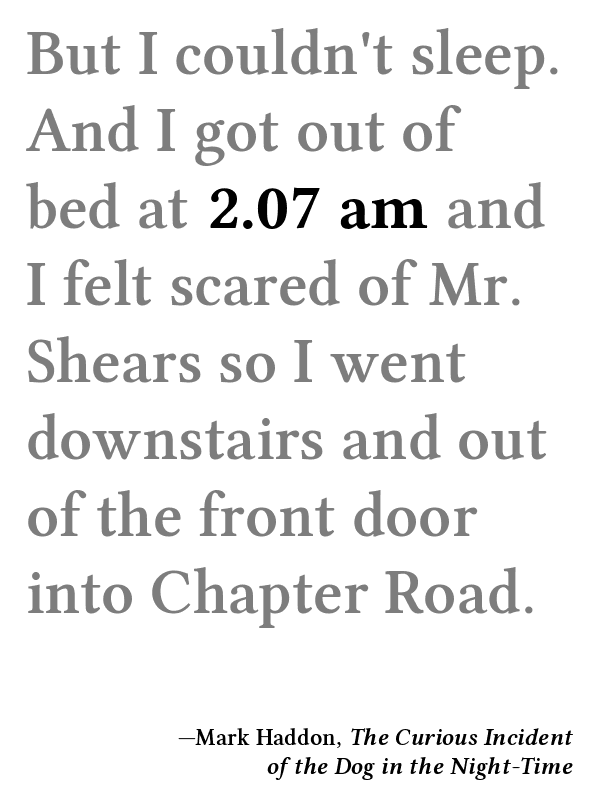 But I couldn't sleep.
And I got out of
bed at 2.07 am and
I felt scared of Mr.
Shears so I went
downstairs and out
of the front door
into Chapter Road.
—Mark Haddon, The Curious Incident
of the Dog in the Night-Time